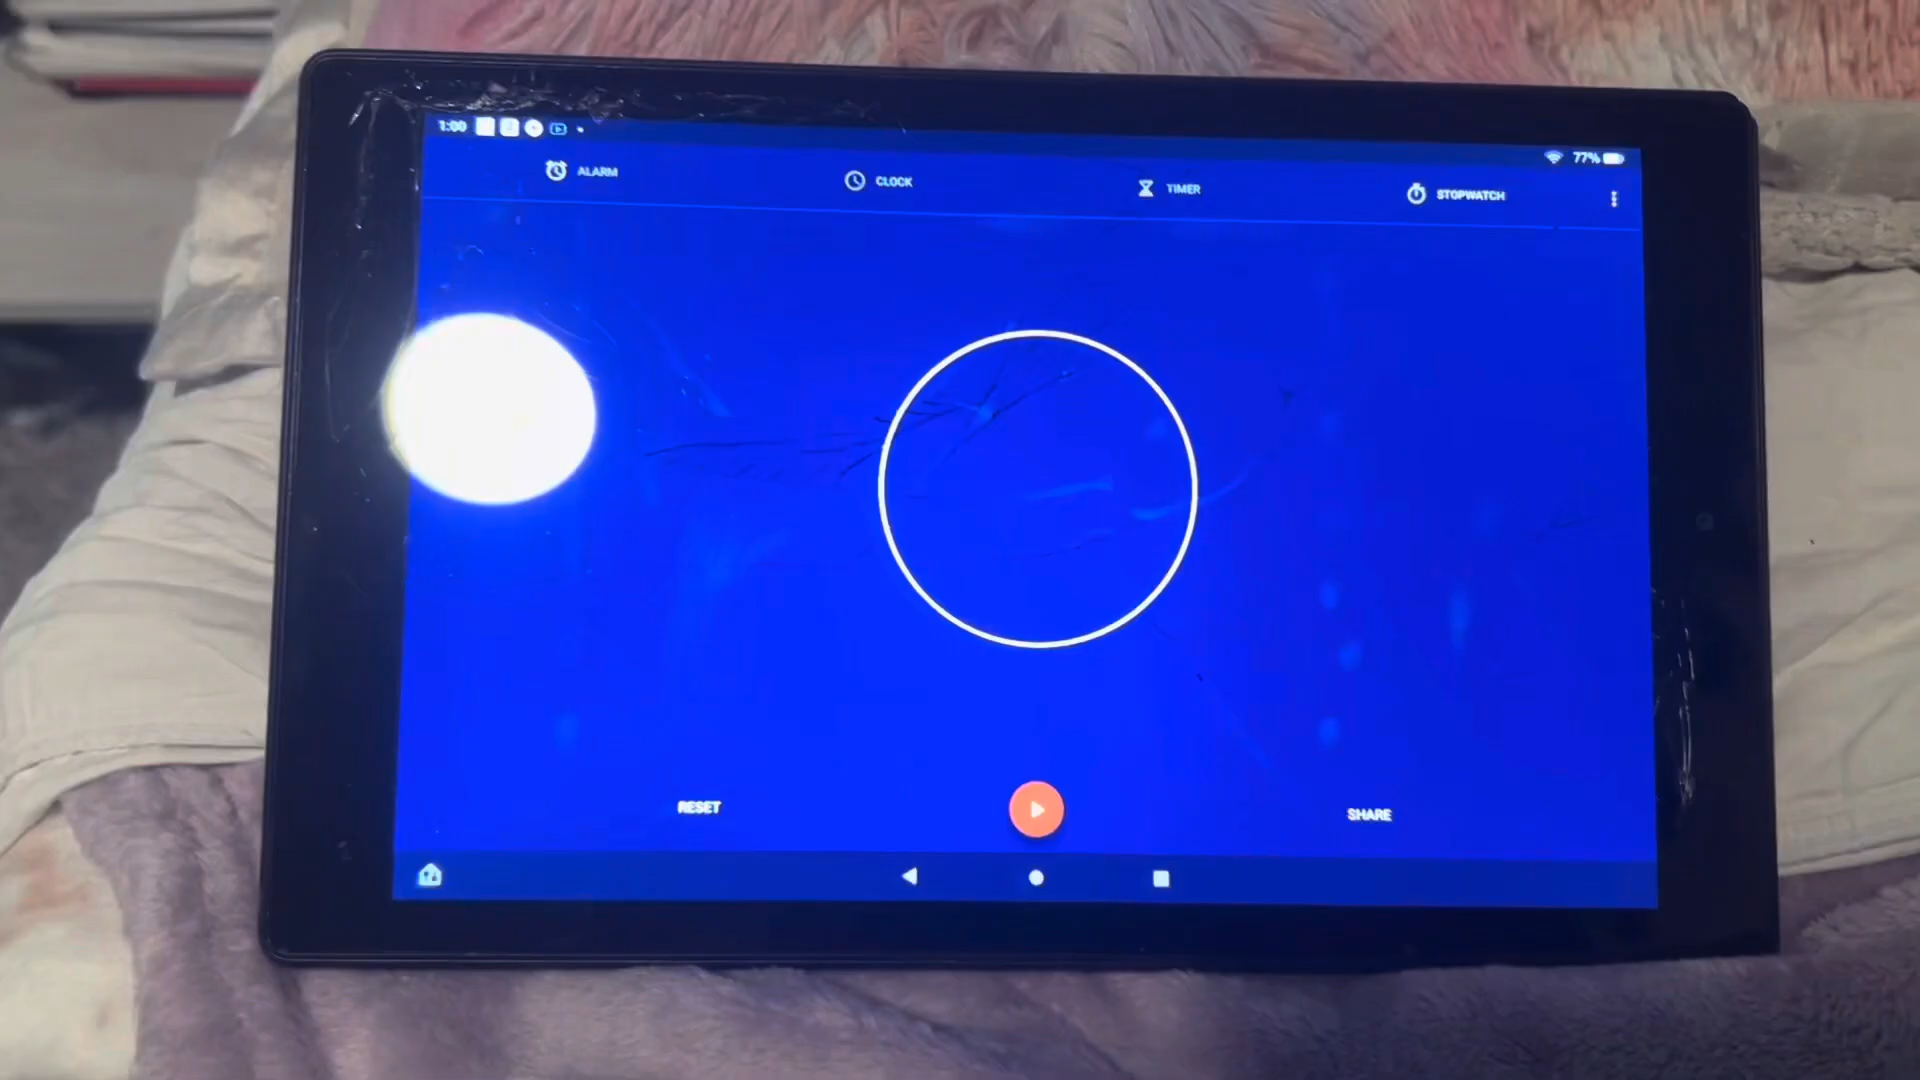 1:00
77%
ALARM
CLOCK
TIMER
STOPWATCH
RESET
SHARE